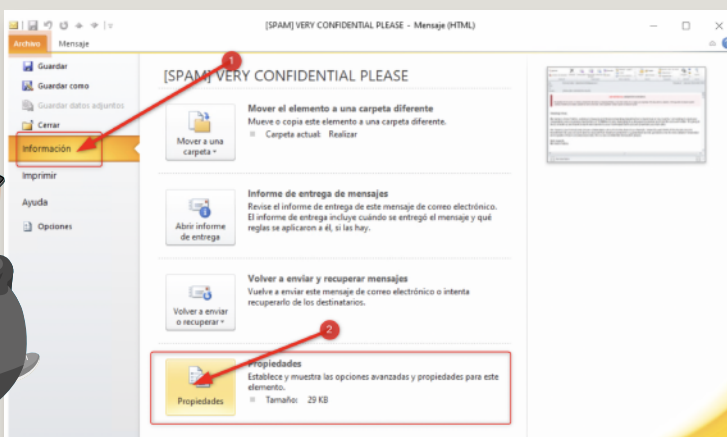 [SPAM] VERY CONFIDENTIAL PLEASE - Mensaje (HTML)
Archivo Mensaje
Guardar
Guardar como
Guardar datos adjuntos
Cerrar
Información
Imprimir
Ayuda
Opciones
1
[SPAM] VERY CONFIDENTIAL PLEASE
Mover a una
carpeta
Mover el elemento a una carpeta diferente
Mueve o copia este elemento a una carpeta diferente.
Carpeta actual: Realizar
Abrir informe
de entrega
Informe de entrega de mensajes
Revise el informe de entrega de este mensaje de correo electrónico.
El informe de entrega incluye cuándo se entregó el mensaje y qué
reglas se aplicaron a él, si las hay.
Volver a enviar
o recuperar
Volver a enviar y recuperar mensajes
Vuelve a enviar este mensaje de correo electrónico o intenta
recuperarlo de los destinatarios.
2
Propiedades
Propiedades
Establece y muestra las opciones avanzadas y propiedades para este
elemento.
Tamaño: 29 KB